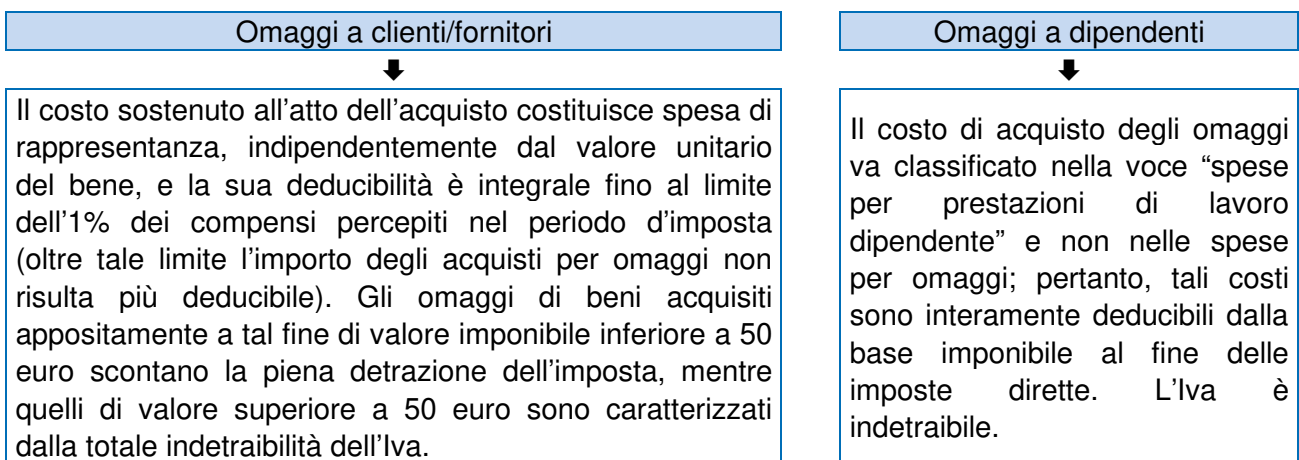 Omaggi a clienti/fornitori
Il costo sostenuto all’atto dell’acquisto costituisce spesa di
rappresentanza, indipendentemente dal valore unitario
del bene, e la sua deducibilità è integrale fino al limite
dell’1% dei compensi percepiti nel periodo d’imposta
(oltre tale limite l’importo degli acquisti per omaggi non
risulta più deducibile). Gli omaggi di beni acquisiti
appositamente a tal fine di valore imponibile inferiore a 50
euro scontano la piena detrazione dell’imposta, mentre
quelli di valore superiore a 50 euro sono caratterizzati
dalla totale indetraibilità dell’Iva.
Omaggi a dipendenti
Il costo di acquisto degli omaggi
va classificato nella voce “spese
per prestazioni di lavoro
dipendente” e non nelle spese
per omaggi; pertanto, tali costi
sono interamente deducibili dalla
base imponibile al fine delle
imposte dirette. L’Iva è
indetraibile.